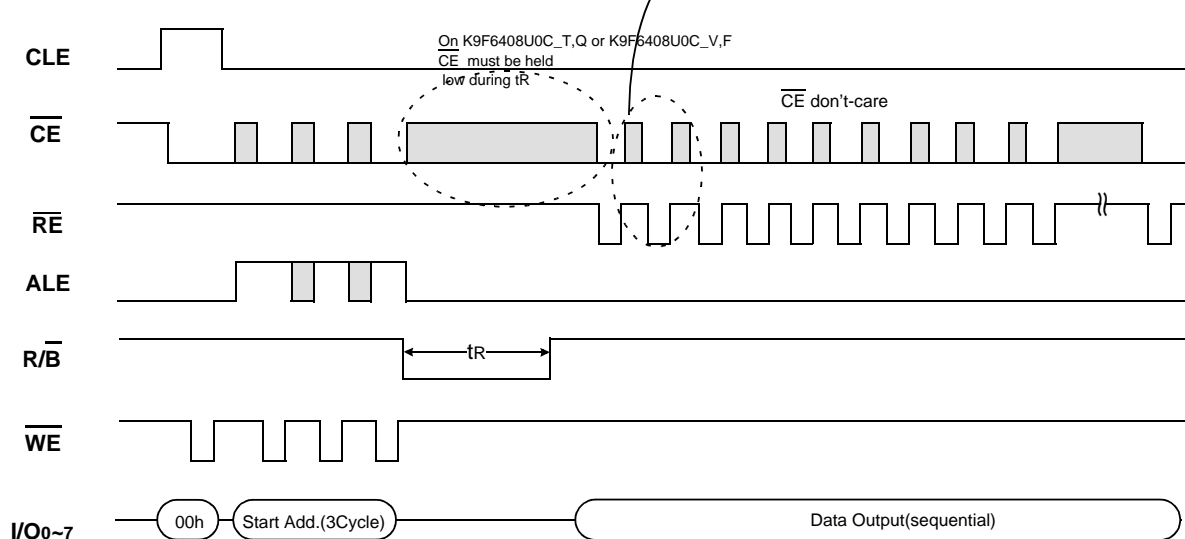 On K9F6408U0C_T,Q or K9F6408U0C_V,F
CE must be held
low during tR
CLE
CE don't-care
CE
RE
ALE
R/B
tR
WE
I/O0~7
00h
Start Add.(3Cycle)
Data Output(sequential)